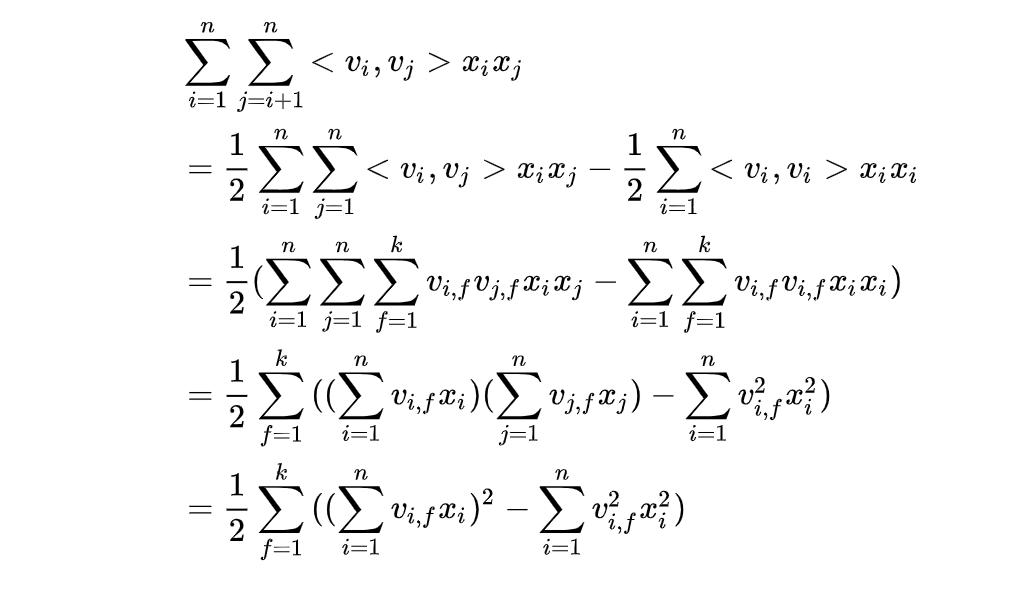 \sum_{i=1}^{n} \sum_{j=i+1}^{n} < v_i, v_j > x_i x_j
= \frac{1}{2} \sum_{i=1}^{n} \sum_{j=1}^{n} < v_i, v_j > x_i x_j - \frac{1}{2} \sum_{i=1}^{n} < v_i, v_i > x_i x_i
= \frac{1}{2} ( \sum_{i=1}^{n} \sum_{j=1}^{n} \sum_{f=1}^{k} v_{i,f} v_{j,f} x_i x_j - \sum_{i=1}^{n} \sum_{f=1}^{k} v_{i,f} v_{i,f} x_i x_i )
= \frac{1}{2} \sum_{f=1}^{k} ( ( \sum_{i=1}^{n} v_{i,f} x_i ) ( \sum_{j=1}^{n} v_{j,f} x_j ) - \sum_{i=1}^{n} v_{i,f}^2 x_i^2 )
= \frac{1}{2} \sum_{f=1}^{k} ( ( \sum_{i=1}^{n} v_{i,f} x_i )^2 - \sum_{i=1}^{n} v_{i,f}^2 x_i^2 )